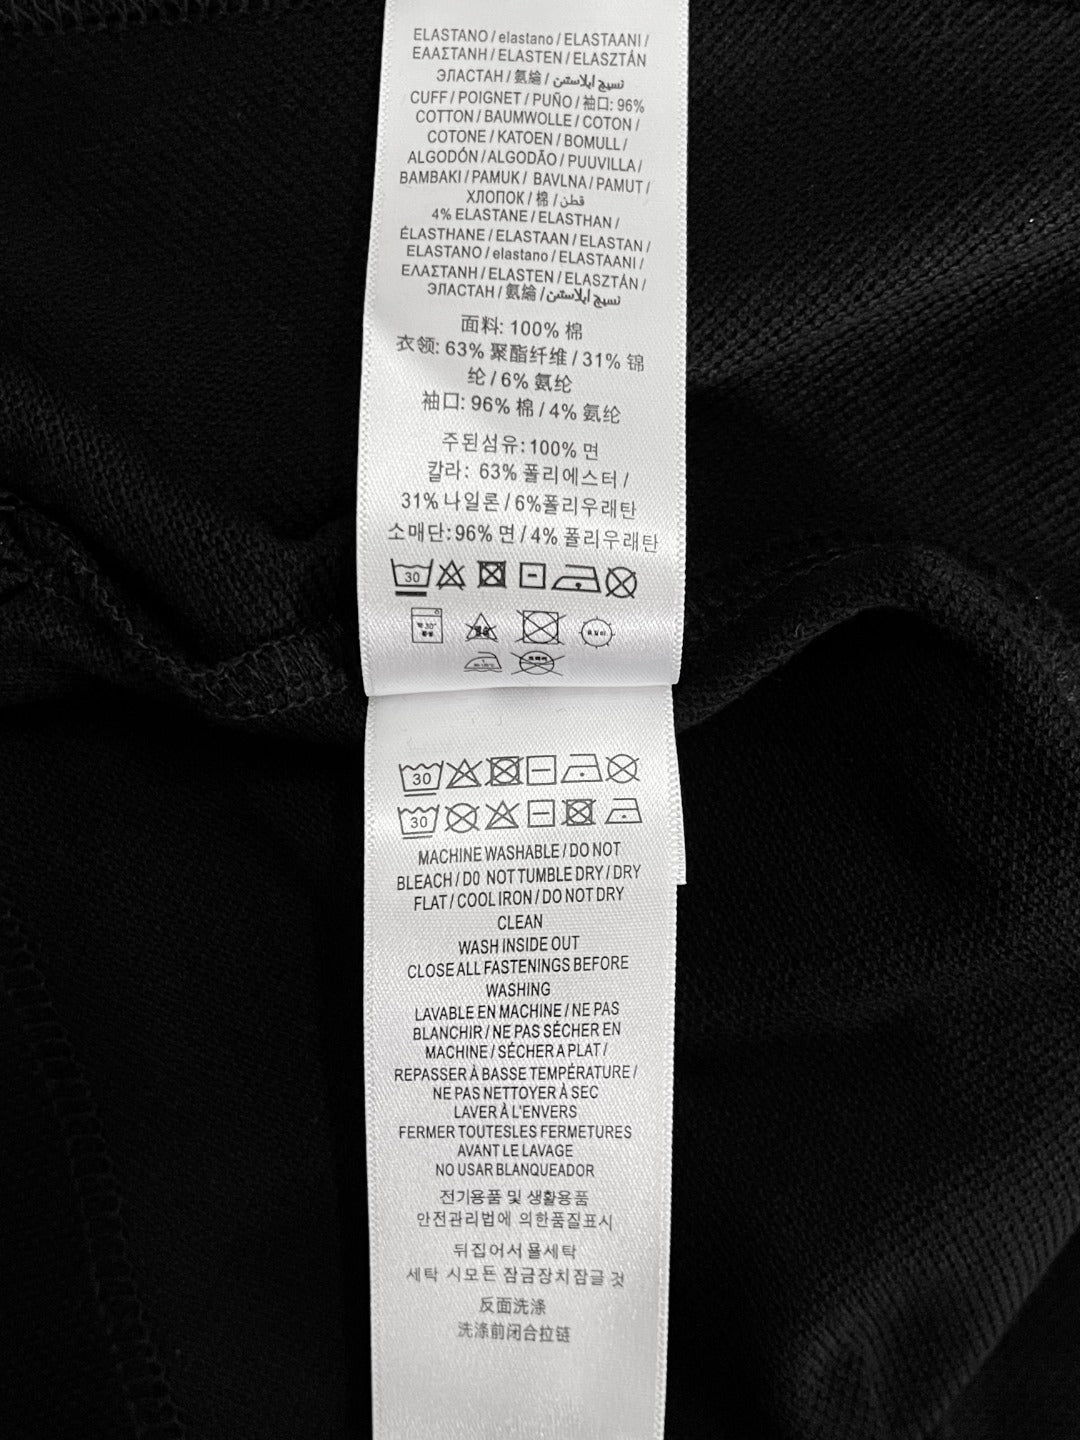 ELASTANO / elastano / ELASTAANI /
ΕΛΑΣΤΑΝΗ / ELASTEN / ELASZTÁN
ЭЛАСТАН / 氨綸 / نسيج ايلاستين
CUFF / POIGNET / PUÑO / 袖口: 96%
COTTON / BAUMWOLLE / COTON /
COTONE / KATOEN / BOMULL /
ALGODÓN / ALGODÃO / PUUVILLA /
BAMBAKI / PAMUK / BAVLNA / PAMUT /
ХЛОПОК / 棉 / قطن
4% ELASTANE / ELASTHAN /
ÉLASTHANE / ELASTAAN / ELASTAN /
ELASTANO / elastano / ELASTAANI /
ΕΛΑΣΤΑΝΗ / ELASTEN / ELASZTÁN /
ЭЛАСТАН / 氨綸 / نسيج ايلاستين
面料: 100% 棉
衣领: 63% 聚酯纤维 / 31% 锦
纶 / 6% 氨纶
袖口: 96% 棉 / 4% 氨纶
주된섬유: 100% 면
칼라: 63% 폴리에스터 /
31% 나일론 / 6%폴리우래탄
소매단: 96% 면 / 4% 폴리우래탄
30
30°
30
30
MACHINE WASHABLE / DO NOT
BLEACH / D0 NOT TUMBLE DRY / DRY
FLAT / COOL IRON / DO NOT DRY
CLEAN
WASH INSIDE OUT
CLOSE ALL FASTENINGS BEFORE
WASHING
LAVABLE EN MACHINE / NE PAS
BLANCHIR / NE PAS SÉCHER EN
MACHINE / SÉCHER A PLAT /
REPASSER À BASSE TEMPÉRATURE /
NE PAS NETTOYER À SEC
LAVER À L'ENVERS
FERMER TOUTESLES FERMETURES
AVANT LE LAVAGE
NO USAR BLANQUEADOR
전기용품 및 생활용품
안전관리법에 의한품질표시
뒤집어서 욜세탁
세탁 시모든 잠금장치잠글 것
反面洗涤
洗涤前闭合拉链